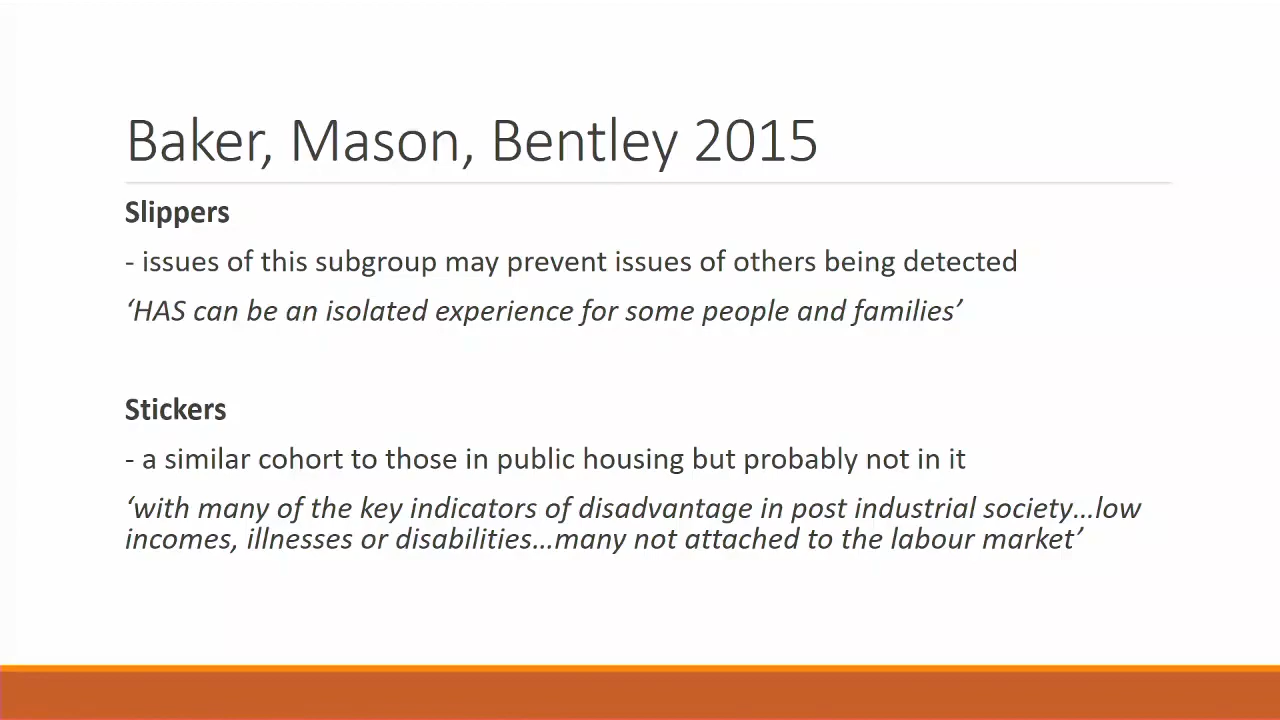 Baker, Mason, Bentley 2015
Slippers
- issues of this subgroup may prevent issues of others being detected
‘HAS can be an isolated experience for some people and families’
Stickers
- a similar cohort to those in public housing but probably not in it
‘with many of the key indicators of disadvantage in post industrial society…low
incomes, illnesses or disabilities…many not attached to the labour market’